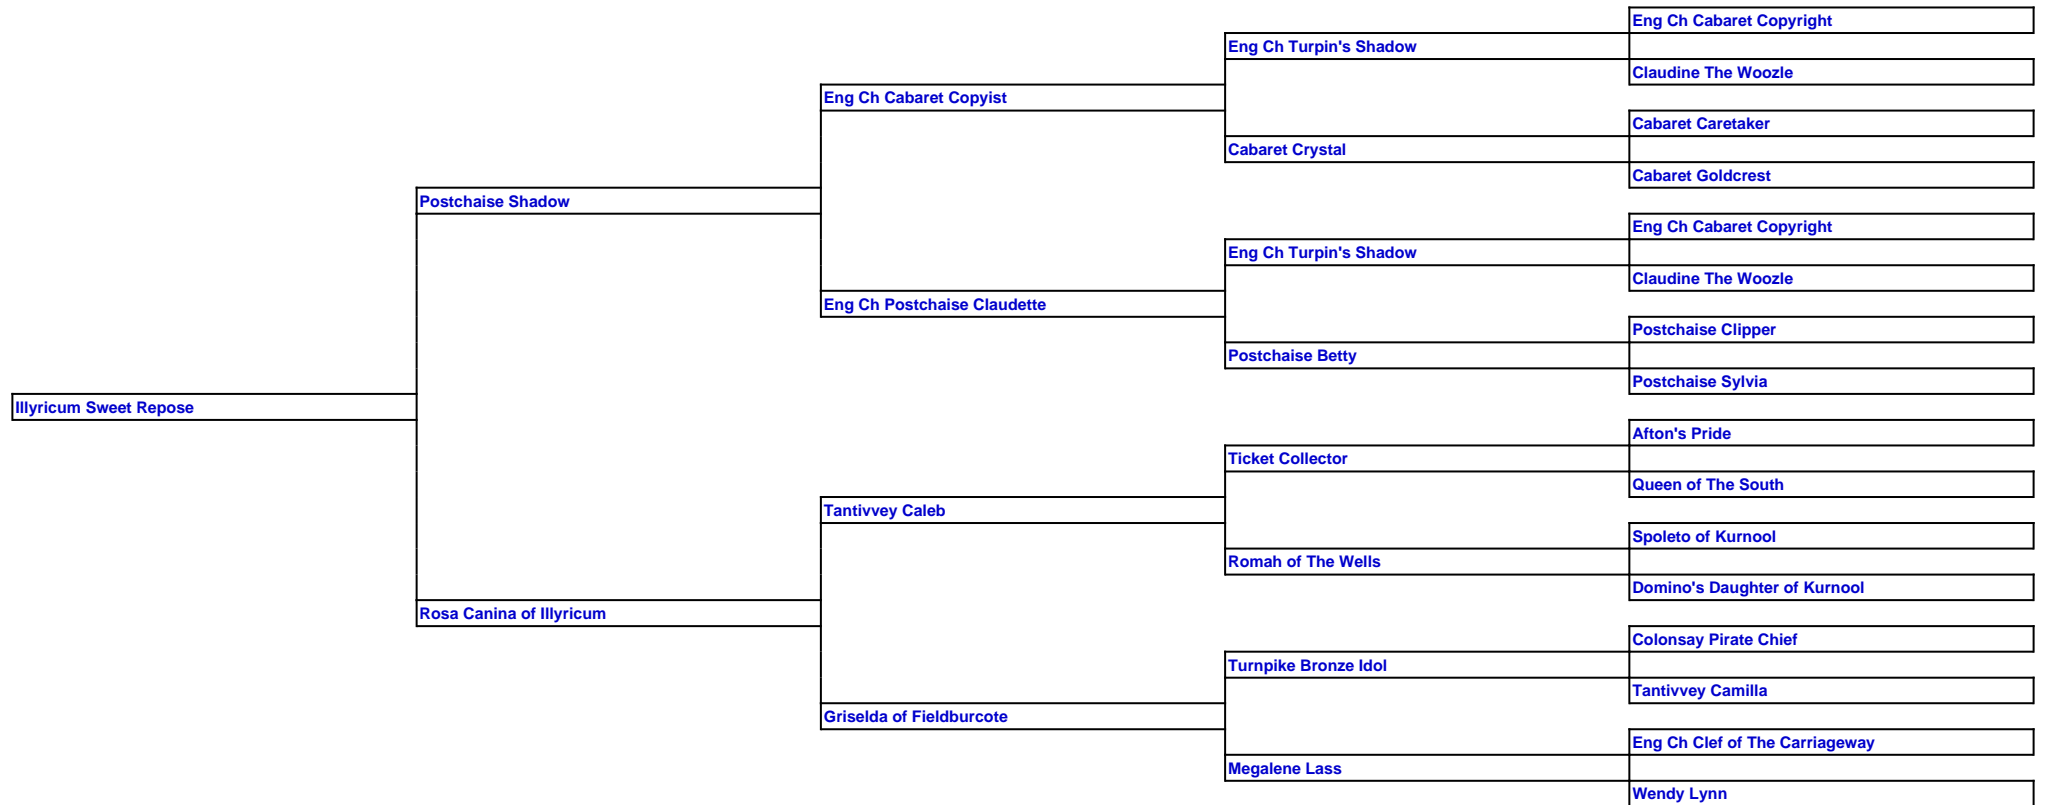 Eng Ch Cabaret Copyright
Eng Ch Turpin's Shadow
Claudine The Woozle
Eng Ch Cabaret Copyist
Cabaret Caretaker
Cabaret Crystal
Cabaret Goldcrest
Postchaise Shadow
Eng Ch Cabaret Copyright
Eng Ch Turpin's Shadow
Claudine The Woozle
Eng Ch Postchaise Claudette
Postchaise Clipper
Postchaise Betty
Postchaise Sylvia
Illyricum Sweet Repose
Afton's Pride
Ticket Collector
Queen of The South
Tantivvey Caleb
Spoleto of Kurnool
Romah of The Wells
Domino's Daughter of Kurnool
Rosa Canina of Illyricum
Colonsay Pirate Chief
Turnpike Bronze Idol
Tantivvey Camilla
Griselda of Fieldburcote
Eng Ch Clef of The Carriageway
Megalene Lass
Wendy Lynn